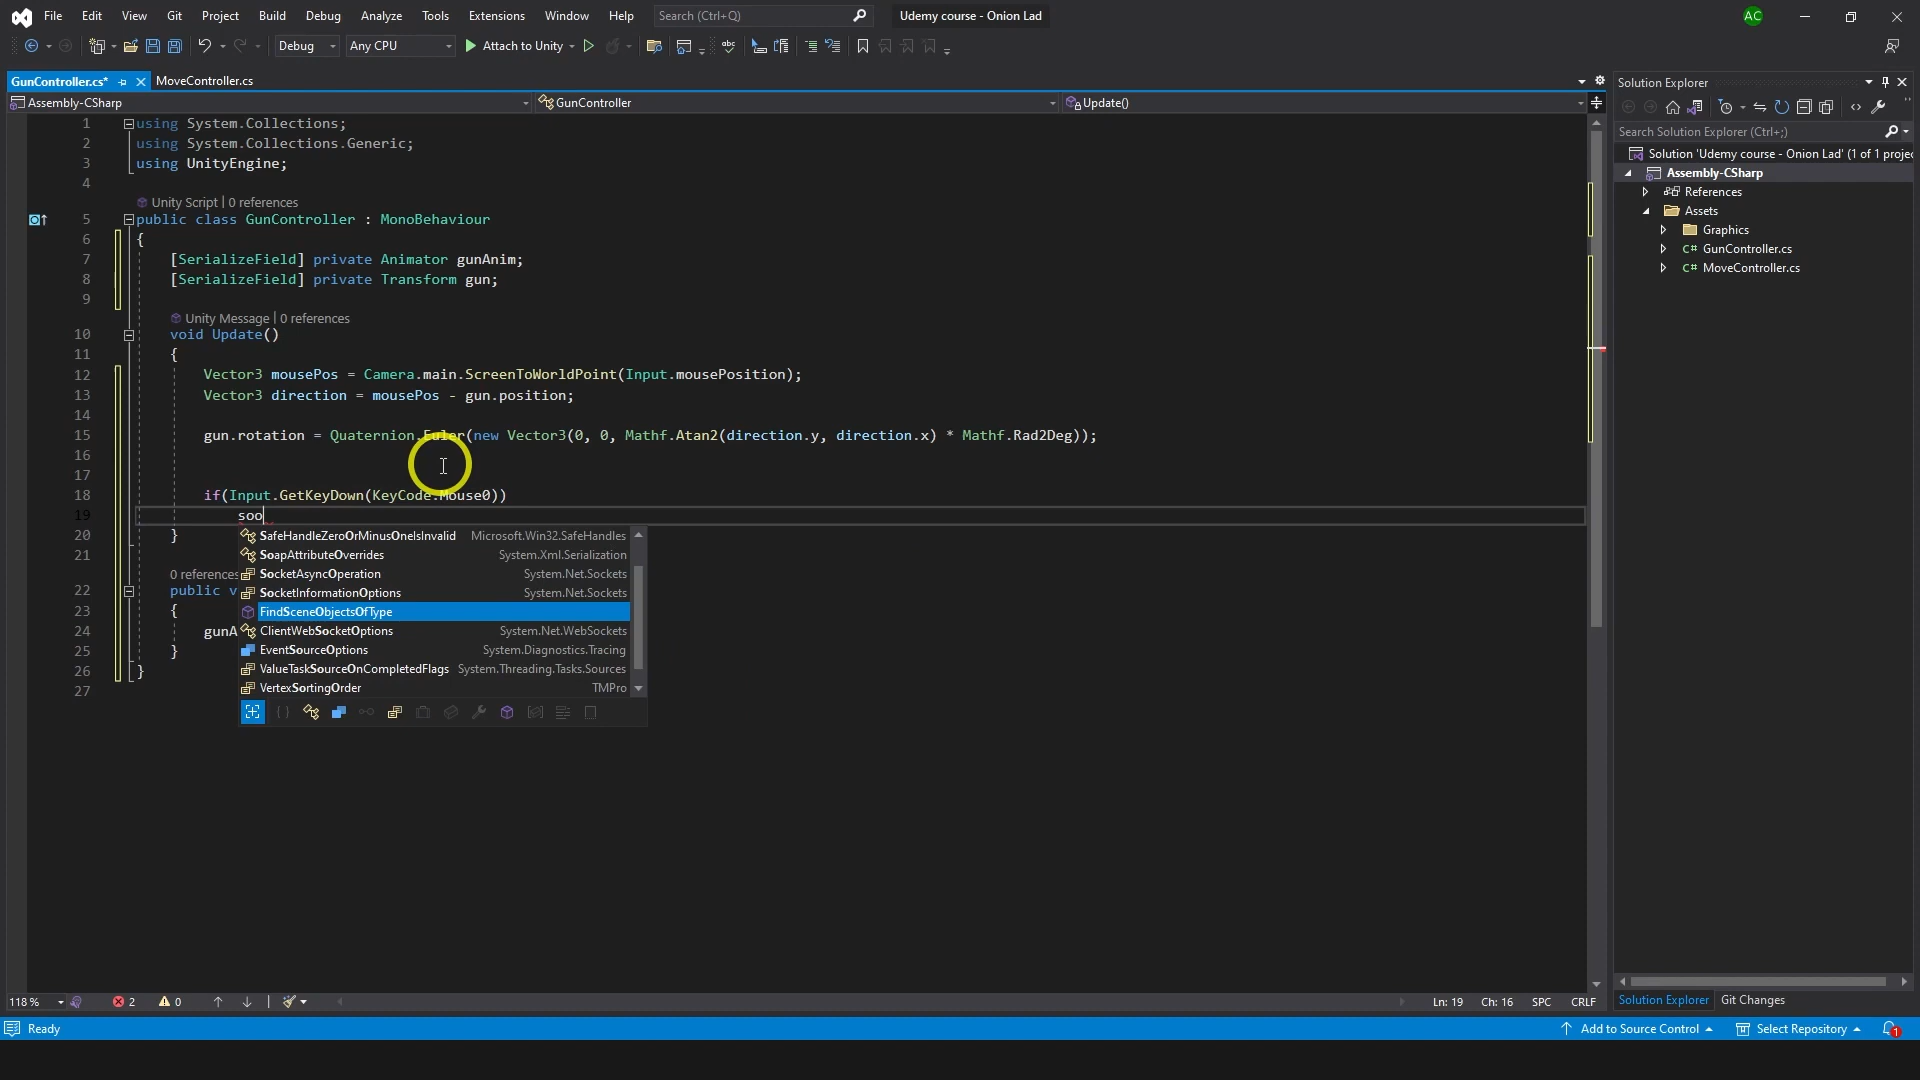 File Edit View Git Project Build Debug Analyze Tools Extensions Window Help Search (Ctrl+Q) Udemy course - Onion Lad AC
Debug Any CPU Attach to Unity
GunController.cs* MoveController.cs
Assembly-CSharp GunController Update()
1 using System.Collections;
2 using System.Collections.Generic;
3 using UnityEngine;
4
Unity Script | 0 references
5 public class GunController : MonoBehaviour
6 {
7 [SerializeField] private Animator gunAnim;
8 [SerializeField] private Transform gun;
9
Unity Message | 0 references
10 void Update()
11 {
12 Vector3 mousePos = Camera.main.ScreenToWorldPoint(Input.mousePosition);
13 Vector3 direction = mousePos - gun.position;
14
15 gun.rotation = Quaternion.Euler(new Vector3(0, 0, Mathf.Atan2(direction.y, direction.x) * Mathf.Rad2Deg));
16
17
18 if(Input.GetKeyDown(KeyCode.Mouse0))
19 soo
20 }
SafeHandleZeroOrMinusOneIsInvalid Microsoft.Win32.SafeHandles
21
SoapAttributeOverrides System.Xml.Serialization
0 references
SocketAsyncOperation System.Net.Sockets
22 public v
SocketInformationOptions System.Net.Sockets
23 {
FindSceneObjectsOfType
24 gunA
ClientWebSocketOptions System.Net.WebSockets
25 }
EventSourceOptions System.Diagnostics.Tracing
26 }
ValueTaskSourceOnCompletedFlags System.Threading.Tasks.Sources
27
VertexSortingOrder TMPro
Solution Explorer
Search Solution Explorer (Ctrl+;)
Solution 'Udemy course - Onion Lad' (1 of 1 projec
Assembly-CSharp
References
Assets
Graphics
C# GunController.cs
C# MoveController.cs
118 % 2 0 Ln: 19 Ch: 16 SPC CRLF
Solution Explorer Git Changes
Ready Add to Source Control Select Repository 1